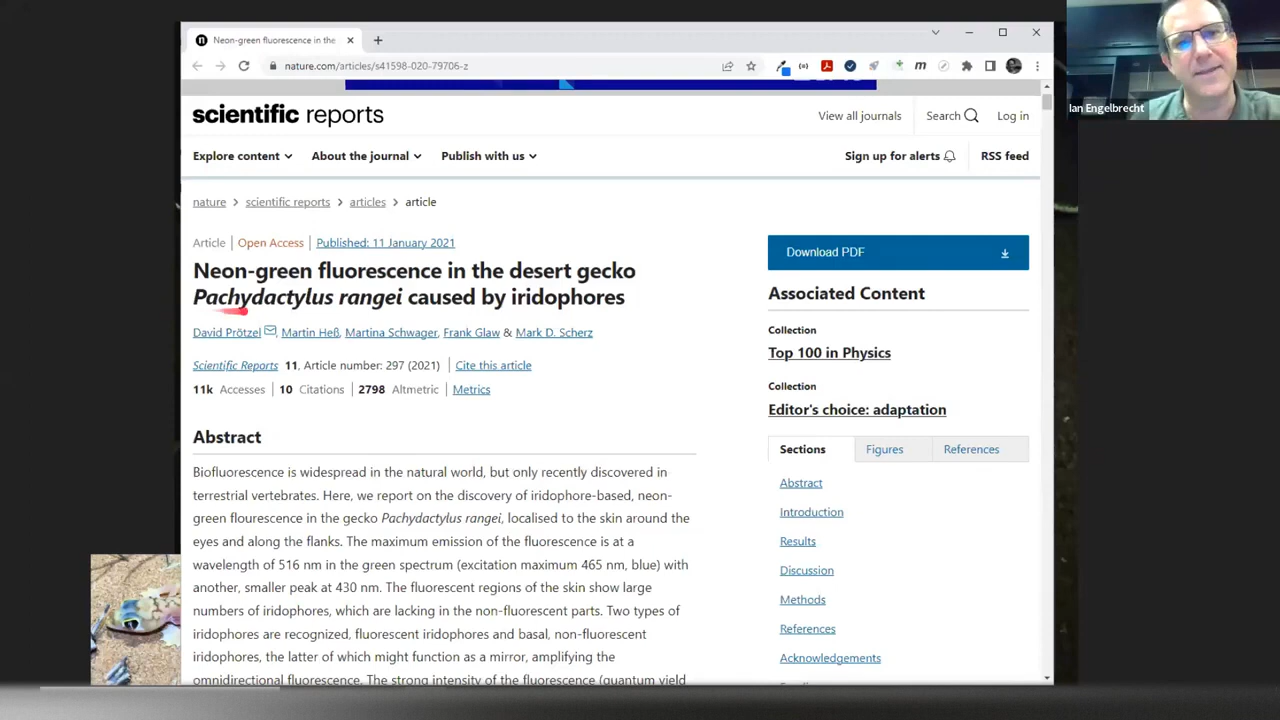 Neon-green fluorescence in the
nature.com/articles/s41598-020-79706-z
Ian Engelbrecht
scientific reports
View all journals
Search
Log in
Explore content
About the journal
Publish with us
Sign up for alerts
RSS feed
nature > scientific reports > articles > article
Article | Open Access | Published: 11 January 2021
Neon-green fluorescence in the desert gecko
Pachydactylus rangei caused by iridophores
David Prötzel, Martin Heß, Martina Schwager, Frank Glaw & Mark D. Scherz
Scientific Reports 11, Article number: 297 (2021) | Cite this article
11k Accesses | 10 Citations | 2798 Altmetric | Metrics
Abstract
Biofluorescence is widespread in the natural world, but only recently discovered in
terrestrial vertebrates. Here, we report on the discovery of iridophore-based, neon-
green flourescence in the gecko Pachydactylus rangei, localised to the skin around the
eyes and along the flanks. The maximum emission of the fluorescence is at a
wavelength of 516 nm in the green spectrum (excitation maximum 465 nm, blue) with
another, smaller peak at 430 nm. The fluorescent regions of the skin show large
numbers of iridophores, which are lacking in the non-fluorescent parts. Two types of
iridophores are recognized, fluorescent iridophores and basal, non-fluorescent
iridophores, the latter of which might function as a mirror, amplifying the
omnidirectional fluorescence. The strong intensity of the fluorescence (quantum yield
Download PDF
Associated Content
Collection
Top 100 in Physics
Collection
Editor's choice: adaptation
Sections
Figures
References
Abstract
Introduction
Results
Discussion
Methods
References
Acknowledgements